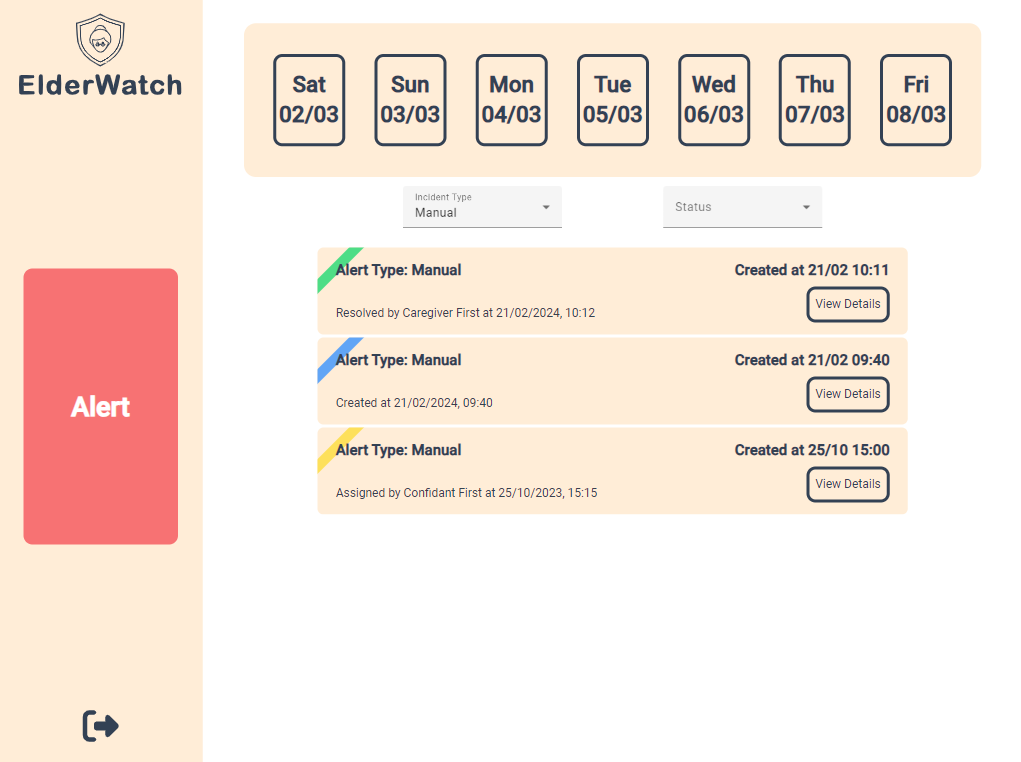 ElderWatch
Sat Sun Mon Tue Wed Thu Fri
02/03 03/03 04/03 05/03 06/03 07/03 08/03
Incident Type
Manual
Status
Alert Type: Manual Created at 21/02 10:11
View Details
Resolved by Caregiver First at 21/02/2024, 10:12
Alert Type: Manual Created at 21/02 09:40
View Details
Created at 21/02/2024, 09:40
Alert Type: Manual Created at 25/10 15:00
View Details
Assigned by Confidant First at 25/10/2023, 15:15
Alert